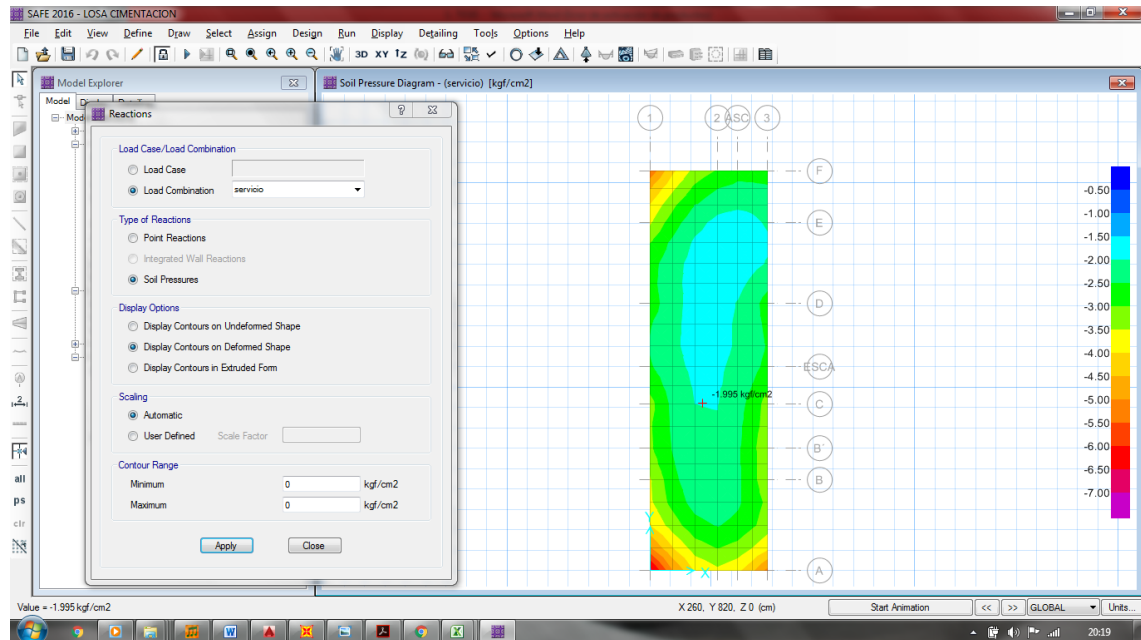 SAFE 2016 - LOSA CIMENTACION
File Edit View Define Draw Select Assign Design Run Display Detailing Tools Options Help
3D XY
Model Explorer
Model
Reactions
Load Case/Load Combination
Load Case
Load Combination servicio
Type of Reactions
Point Reactions
Integrated Wall Reactions
Soil Pressures
Display Options
Display Contours on Undeformed Shape
Display Contours on Deformed Shape
Display Contours in Extruded Form
Scaling
Automatic
User Defined Scale Factor
Contour Range
Minimum 0 kgf/cm2
Maximum 0 kgf/cm2
Apply Close
all
ps
clr
Soil Pressure Diagram - (servicio) [kgf/cm2]
1 2 ASC 3
F
E
D
ESCA
C
B´
B
A
-1.995 kgf/cm2
Y
X
-0.50
-1.00
-1.50
-2.00
-2.50
-3.00
-3.50
-4.00
-4.50
-5.00
-5.50
-6.00
-6.50
-7.00
Value = -1.995 kgf/cm2
X 260, Y 820, Z 0 (cm)
Start Animation << >> GLOBAL Units...
20:19